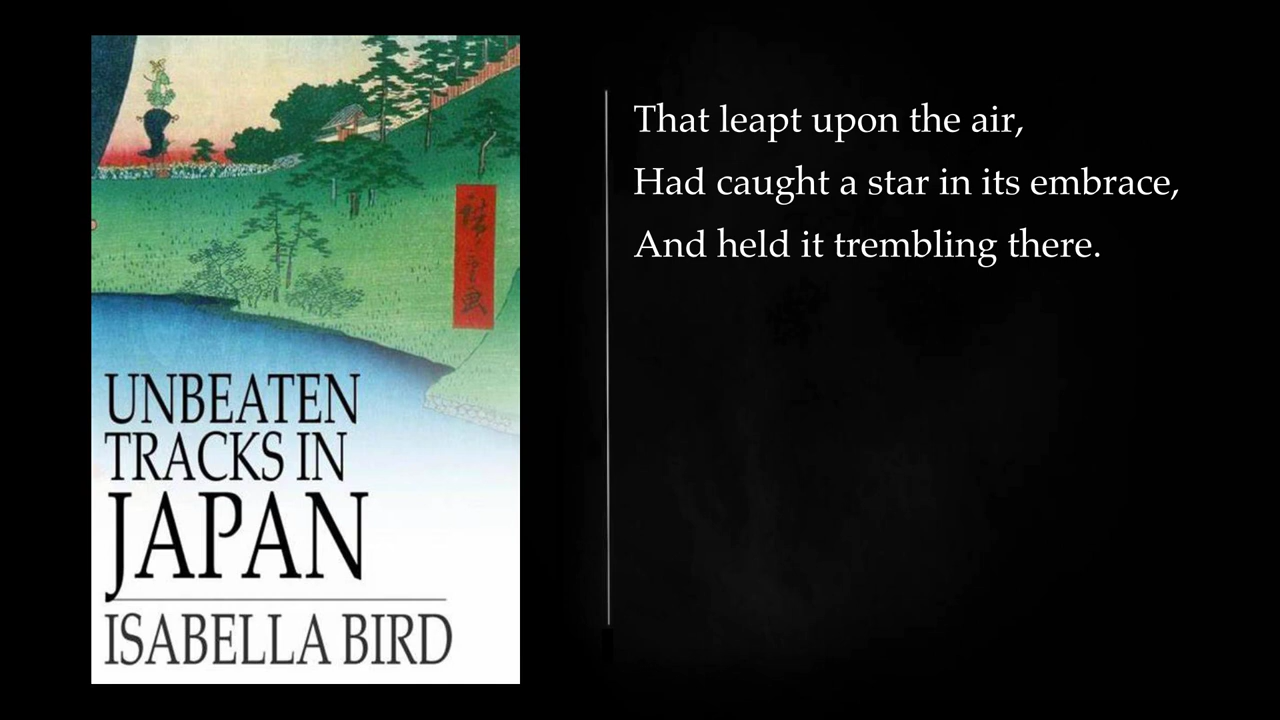 UNBEATEN
TRACKS IN
JAPAN
ISABELLA BIRD
That leapt upon the air,
Had caught a star in its embrace,
And held it trembling there.